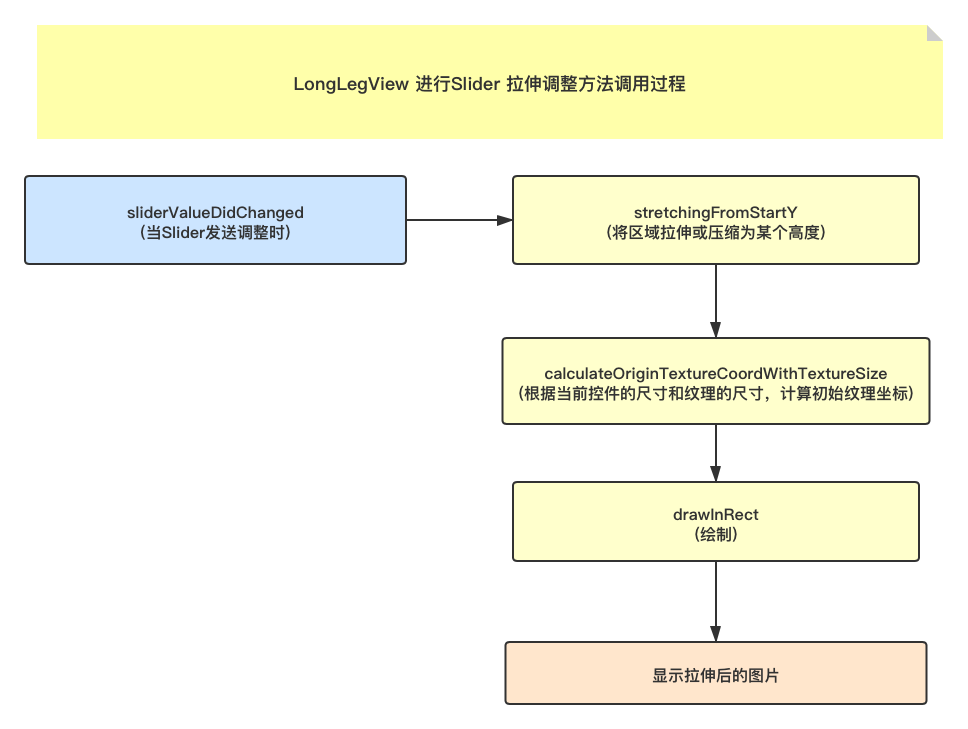 LongLegView 进行Slider 拉伸调整方法调用过程
sliderValueDidChanged
(当Slider发送调整时)
stretchingFromStartY
(将区域拉伸或压缩为某个高度)
calculateOriginTextureCoordWithTextureSize
(根据当前控件的尺寸和纹理的尺寸，计算初始纹理坐标)
drawInRect
(绘制)
显示拉伸后的图片